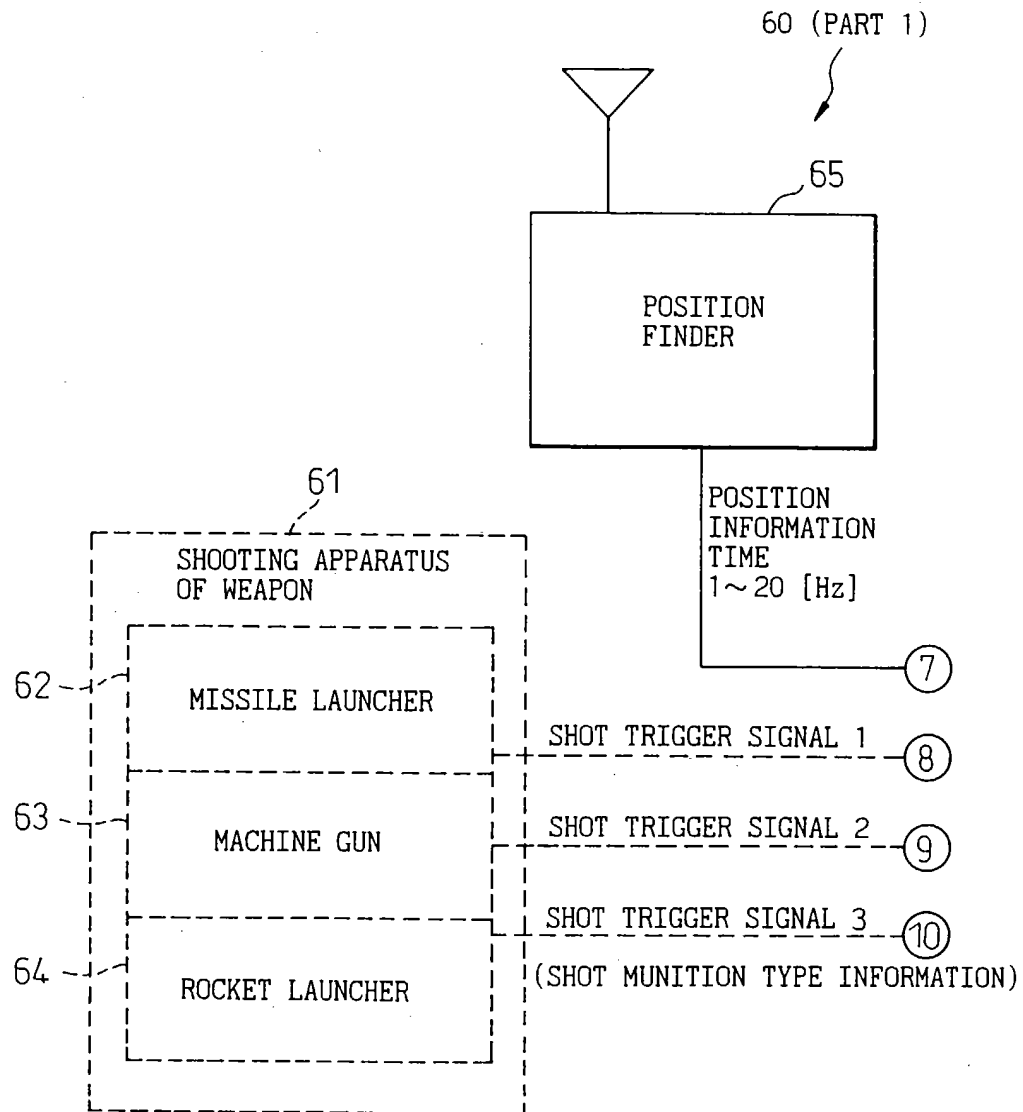 60 (PART 1)
65
POSITION
FINDER
61
POSITION
INFORMATION
TIME
1~20 [Hz]
SHOOTING APPARATUS
OF WEAPON
62
MISSILE LAUNCHER
7
SHOT TRIGGER SIGNAL 1
8
63
MACHINE GUN
SHOT TRIGGER SIGNAL 2
9
SHOT TRIGGER SIGNAL 3
10
64
ROCKET LAUNCHER
(SHOT MUNITION TYPE INFORMATION)